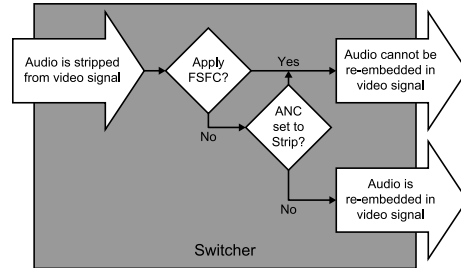 Audio is stripped
from video signal
Apply
FSFC?
Yes
Audio cannot be
re-embedded in
video signal
No
ANC
set to
Strip?
No
Audio is
re-embedded in
video signal
Switcher